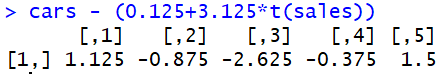 > cars - (0.125+3.125*t(sales))
[,1] [,2] [,3] [,4] [,5]
[1,] 1.125 -0.875 -2.625 -0.375 1.5